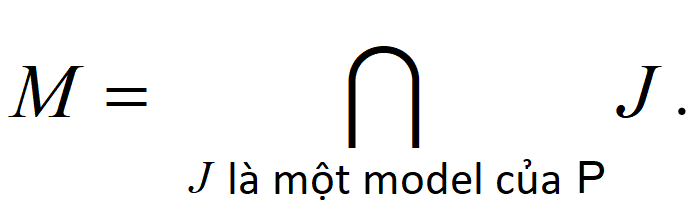 M = ⋂ J .
J là một model của P